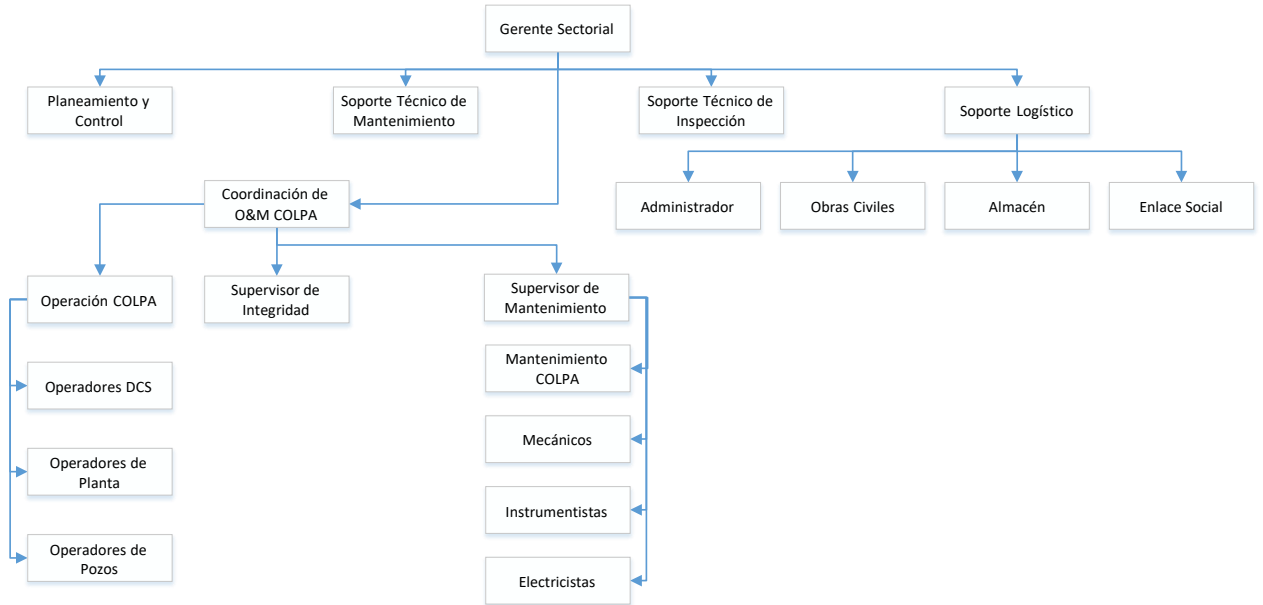 Gerente Sectorial
Planeamiento y
Control
Soporte Técnico de
Mantenimiento
Soporte Técnico de
Inspección
Soporte Logístico
Coordinación de
O&M COLPA
Administrador
Obras Civiles
Almacén
Enlace Social
Operación COLPA
Supervisor de
Integridad
Supervisor de
Mantenimiento
Mantenimiento
COLPA
Operadores DCS
Mecánicos
Operadores de
Planta
Instrumentistas
Operadores de
Pozos
Electricistas